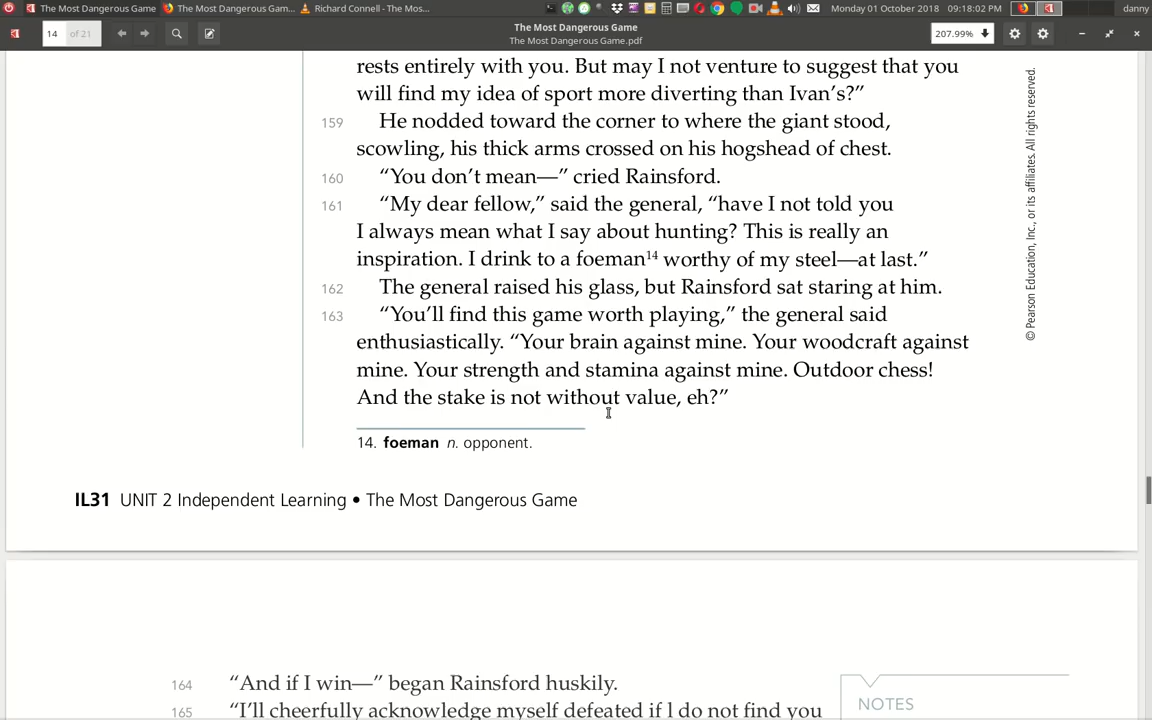 The Most Dangerous Game
The Most Dangerous Gam...
Richard Connell - The Mos...
Monday 01 October 2018
09:18:02 PM
danny
14 of 21
The Most Dangerous Game
The Most Dangerous Game.pdf
207.99%
rests entirely with you. But may I not venture to suggest that you
will find my idea of sport more diverting than Ivan’s?”
159 He nodded toward the corner to where the giant stood,
scowling, his thick arms crossed on his hogshead of chest.
160 “You don’t mean—” cried Rainsford.
161 “My dear fellow,” said the general, “have I not told you
I always mean what I say about hunting? This is really an
inspiration. I drink to a foeman14 worthy of my steel—at last.”
162 The general raised his glass, but Rainsford sat staring at him.
163 “You’ll find this game worth playing,” the general said
enthusiastically. “Your brain against mine. Your woodcraft against
mine. Your strength and stamina against mine. Outdoor chess!
And the stake is not without value, eh?”
14. foeman n. opponent.
© Pearson Education, Inc., or its affiliates. All rights reserved.
IL31 UNIT 2 Independent Learning • The Most Dangerous Game
164 “And if I win—” began Rainsford huskily.
165 “I’ll cheerfully acknowledge myself defeated if l do not find you
NOTES